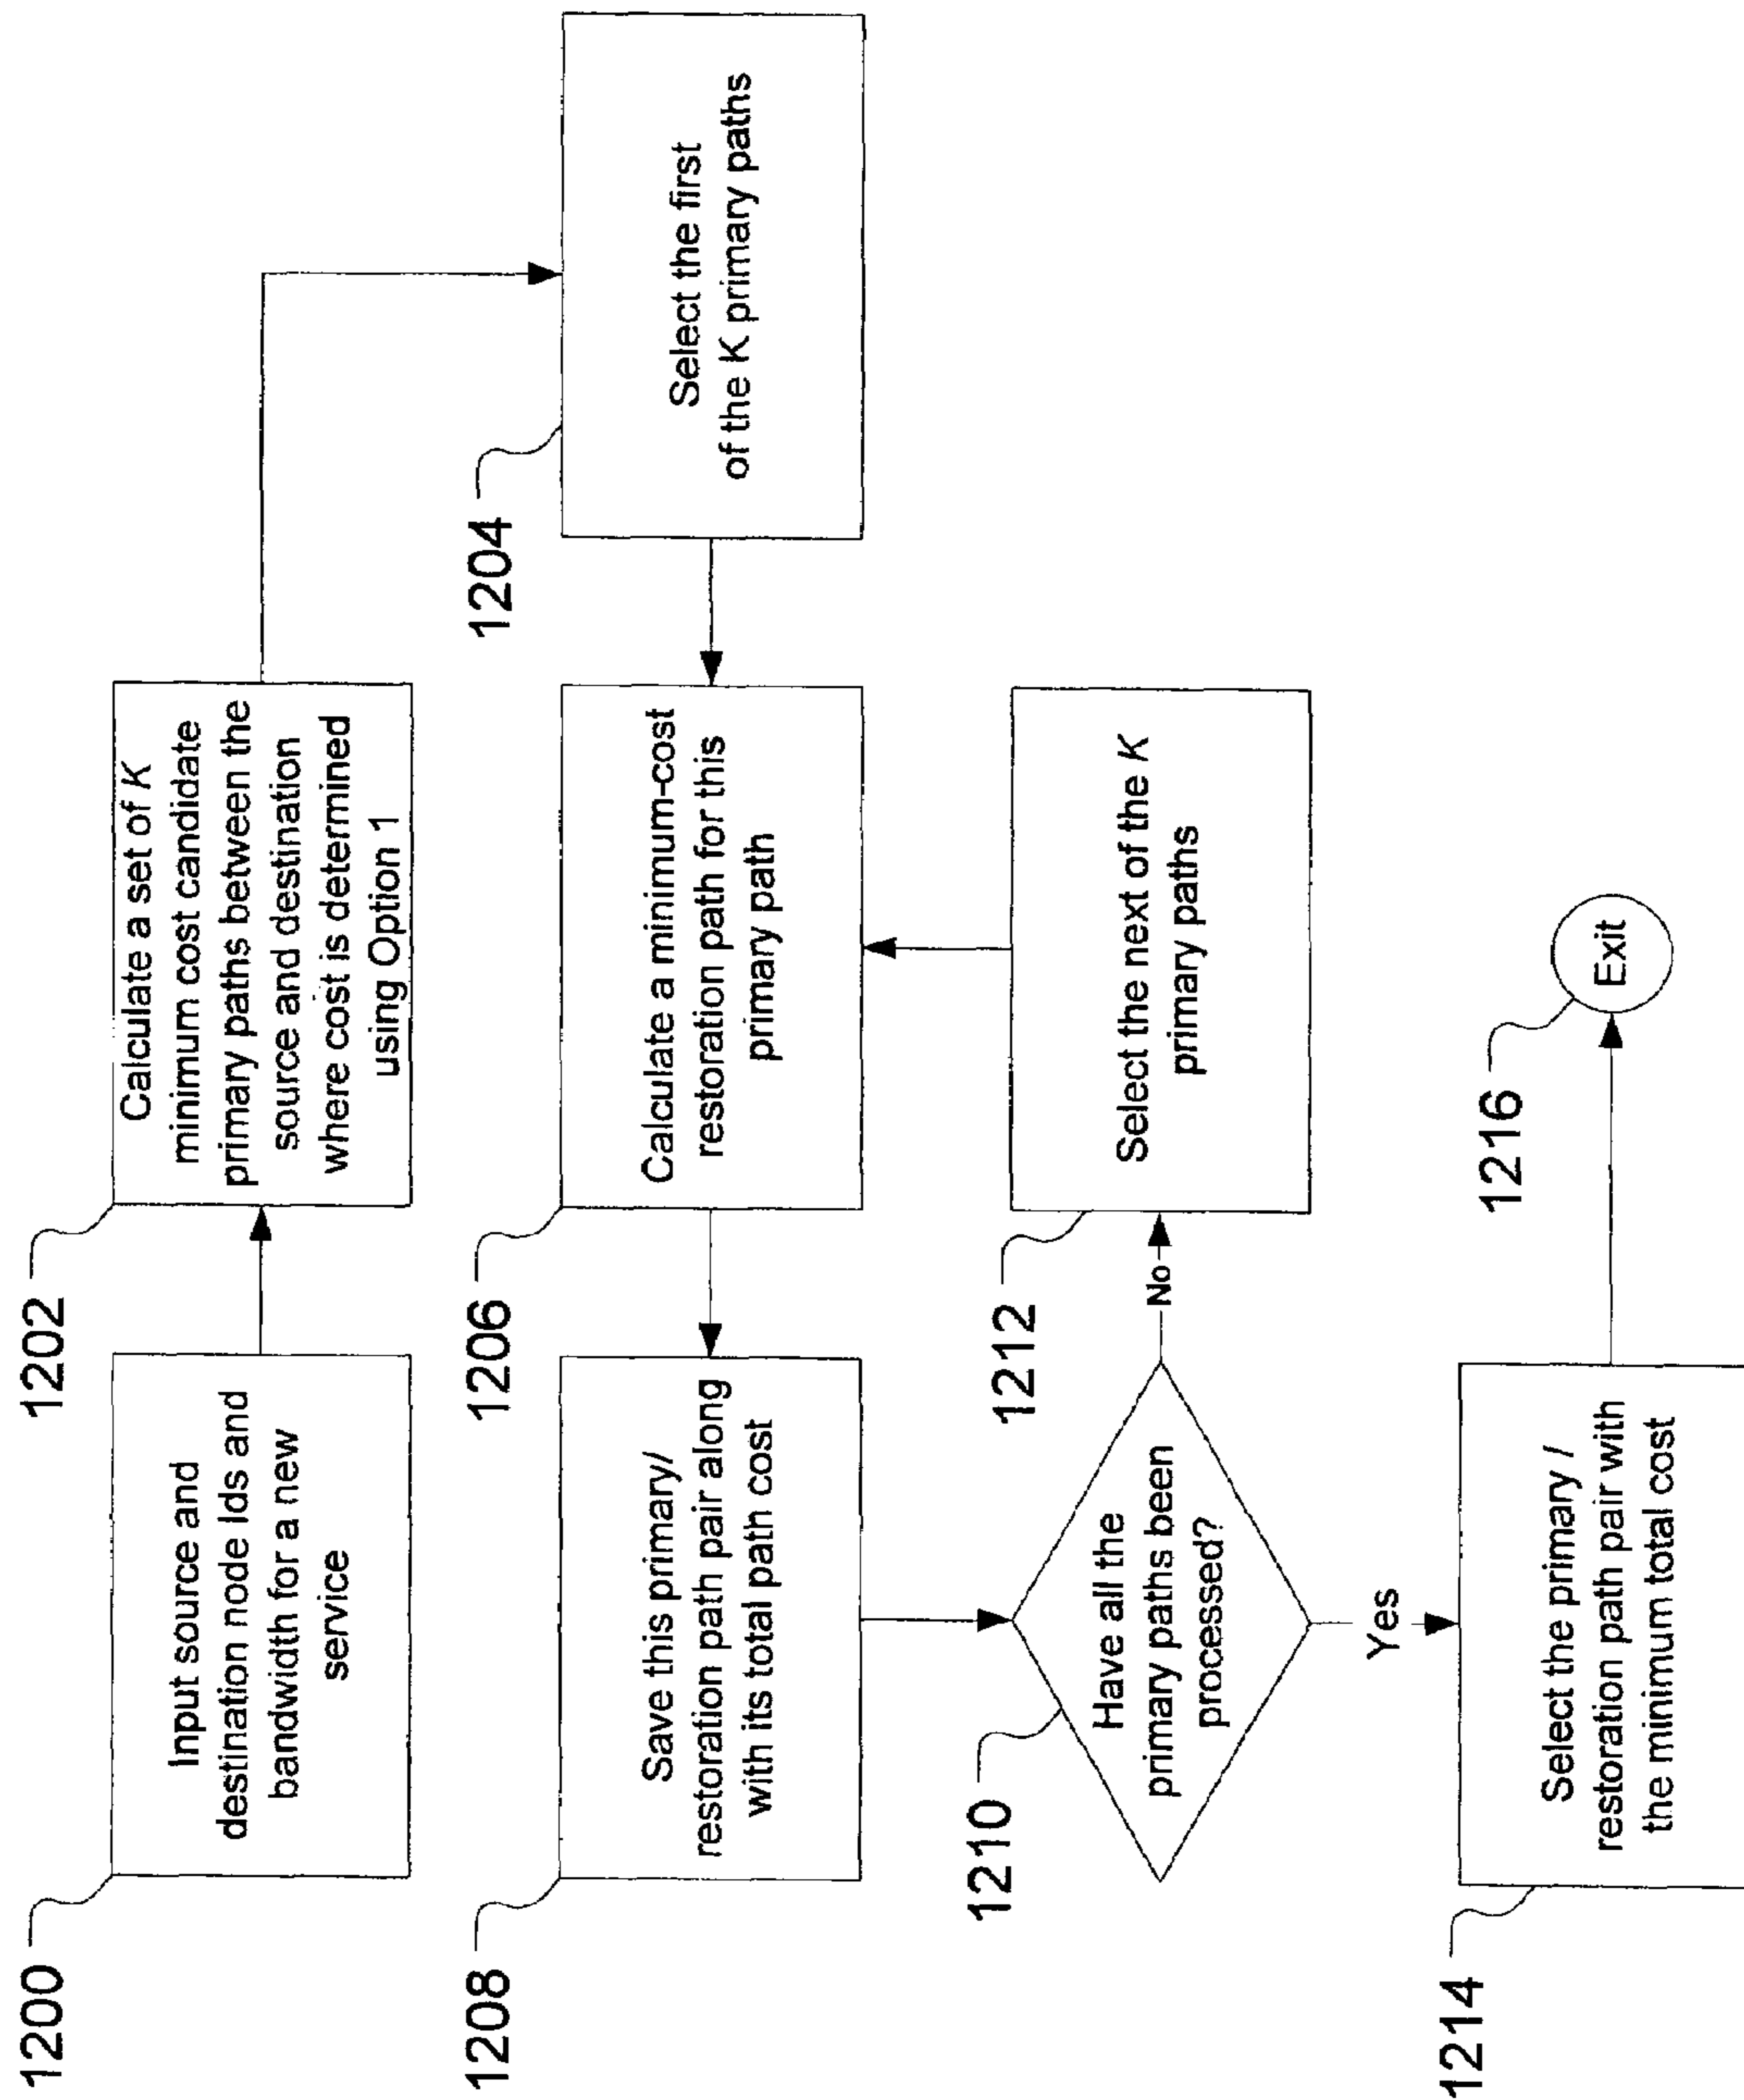 1200
Input source and
destination node Ids and
bandwidth for a new
service
1202
Calculate a set of K
minimum cost candidate
primary paths between the
source and destination
where cost is determined
using Option 1
1204
Select the first
of the K primary paths
1206
Calculate a minimum-cost
restoration path for this
primary path
1208
Save this primary/
restoration path pair along
with its total path cost
1210
Have all the
primary paths been
processed?
No
1212
Select the next of the K
primary paths
Yes
1214
Select the primary /
restoration path pair with
the minimum total cost
1216
Exit